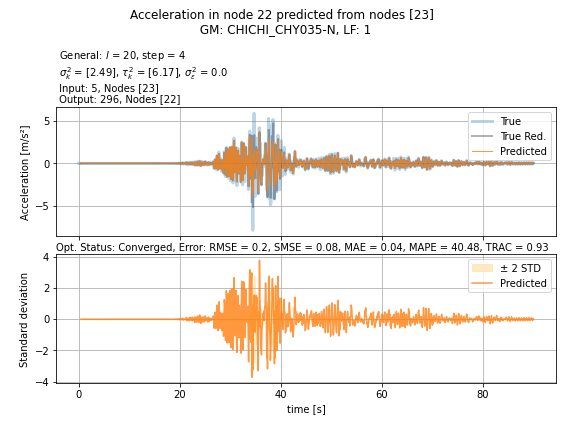 Acceleration in node 22 predicted from nodes [23]
GM: CHICHI_CHY035-N, LF: 1
General: l = 20, step = 4
σ²ₖ = [2.49], τ²ₖ = [6.17], σ²ₑ = 0.0
Input: 5, Nodes [23]
Output: 296, Nodes [22]
Acceleration [m/s²]
5
0
−5
True
True Red.
Predicted
Opt. Status: Converged, Error: RMSE = 0.2, SMSE = 0.08, MAE = 0.04, MAPE = 40.48, TRAC = 0.93
Standard deviation
4
2
0
−2
−4
± 2 STD
Predicted
0 20 40 60 80
time [s]